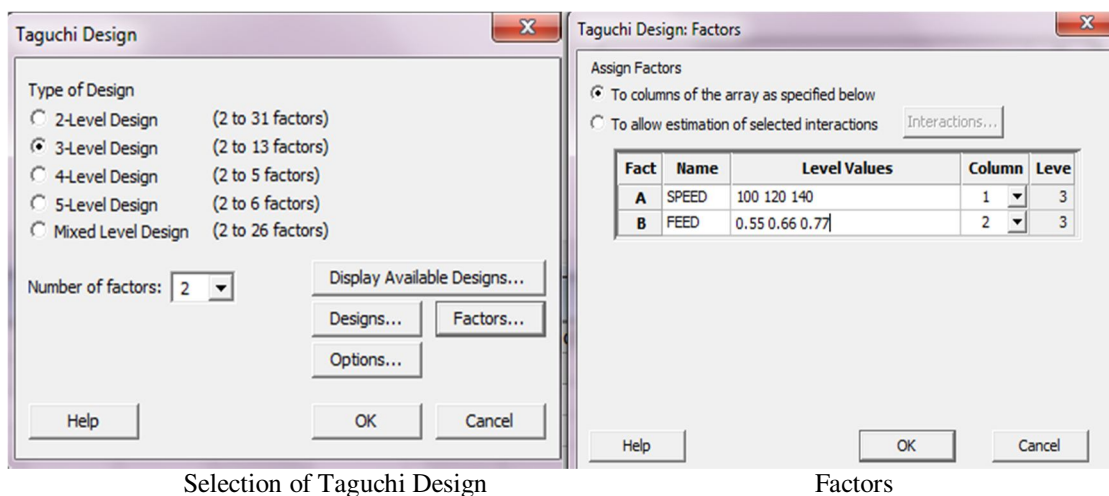 Taguchi Design
Type of Design
2-Level Design (2 to 31 factors)
3-Level Design (2 to 13 factors)
4-Level Design (2 to 5 factors)
5-Level Design (2 to 6 factors)
Mixed Level Design (2 to 26 factors)
Number of factors: 2
Display Available Designs...
Designs... Factors...
Options...
Help OK Cancel
Taguchi Design: Factors
Assign Factors
To columns of the array as specified below
To allow estimation of selected interactions Interactions...
Fact Name Level Values Column Leve
A SPEED 100 120 140 1 3
B FEED 0.55 0.66 0.77 2 3
Help OK Cancel
Selection of Taguchi Design Factors